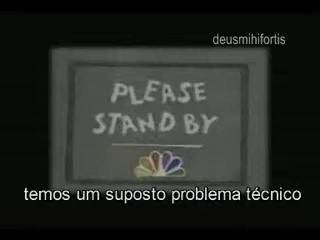 deusmihifortis
PLEASE
STAND BY
temos um suposto problema técnico